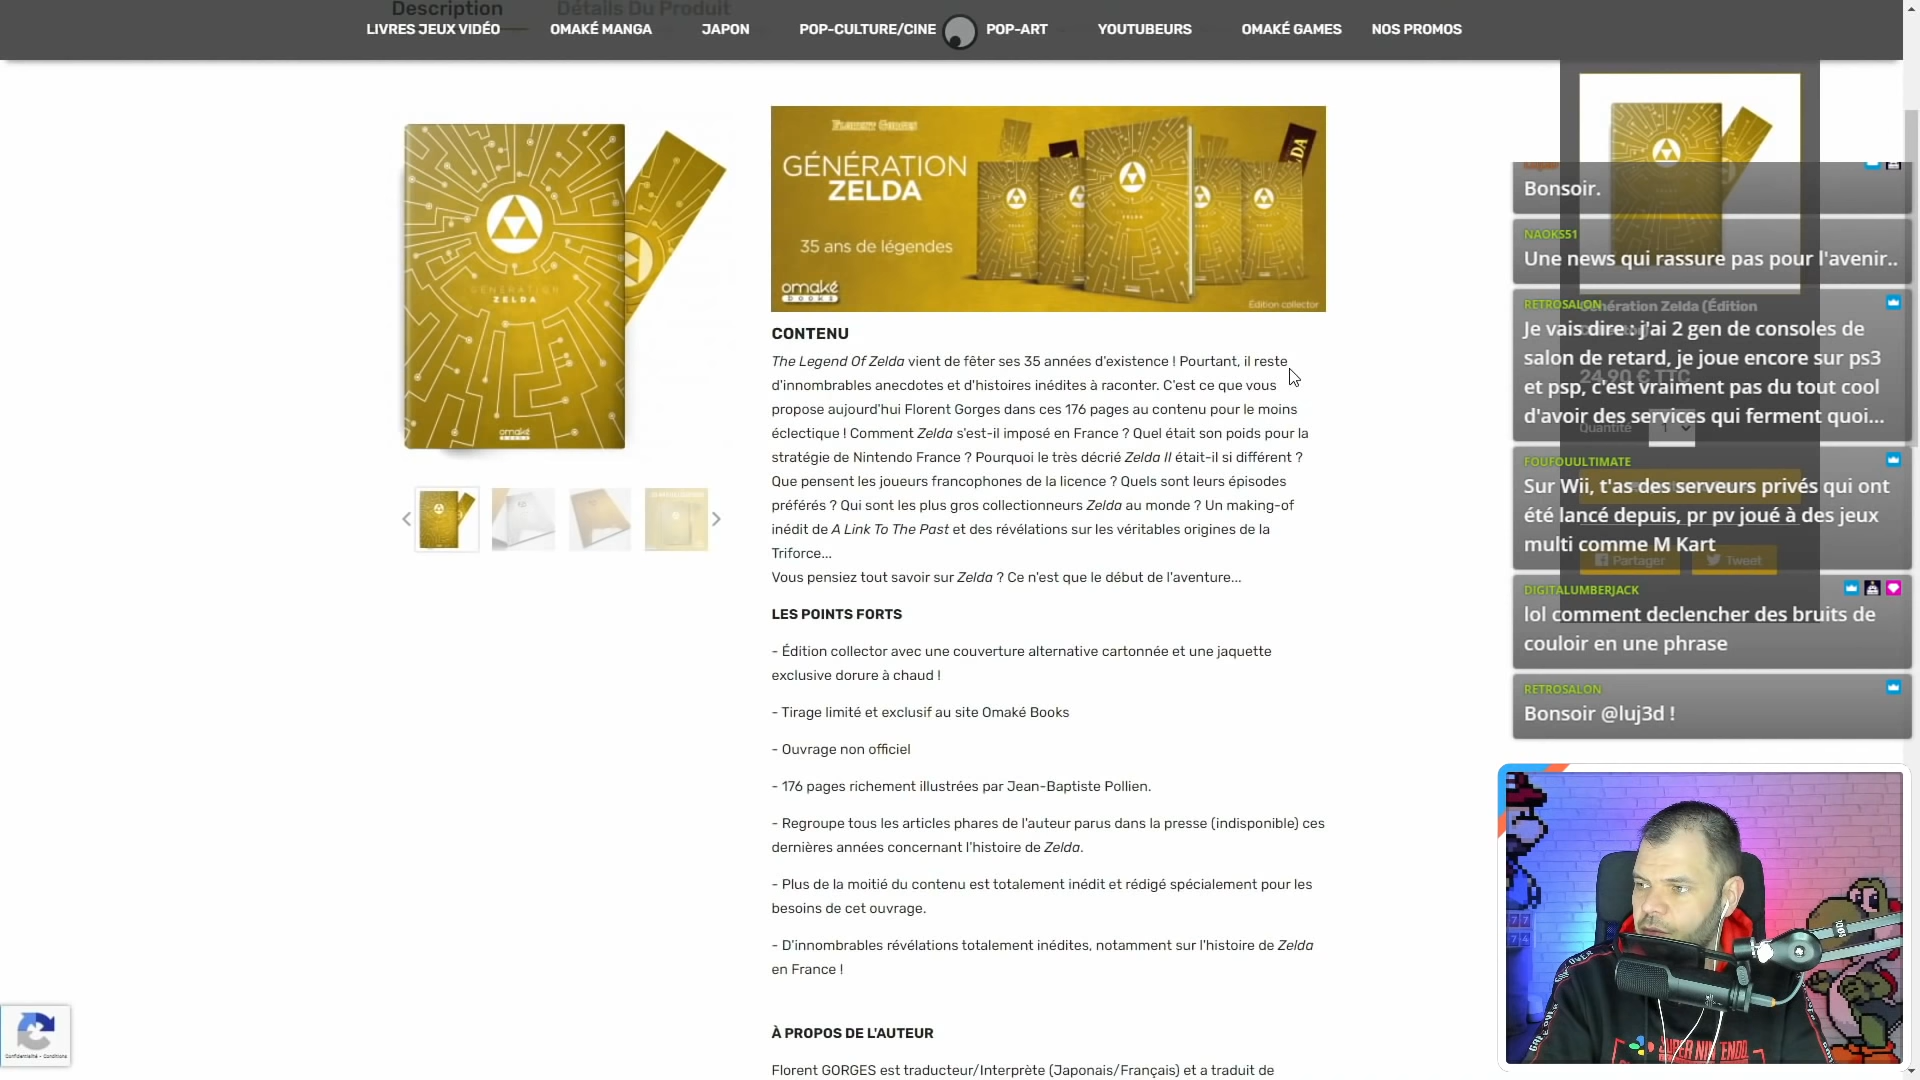 Description
Détails Du Produit
LIVRES JEUX VIDÉO
OMAKÉ MANGA
JAPON
POP-CULTURE/CINE
POP-ART
YOUTUBEURS
OMAKÉ GAMES
NOS PROMOS
GÉNÉRATION
ZELDA
omaké
books
FLORENT GORGES
GÉNÉRATION
ZELDA
35 ans de légendes
omaké
books
Édition collector
CONTENU
The Legend Of Zelda vient de fêter ses 35 années d'existence ! Pourtant, il reste
d'innombrables anecdotes et d'histoires inédites à raconter. C'est ce que vous
propose aujourd'hui Florent Gorges dans ces 176 pages au contenu pour le moins
éclectique ! Comment Zelda s'est-il imposé en France ? Quel était son poids pour la
stratégie de Nintendo France ? Pourquoi le très décrié Zelda II était-il si différent ?
Que pensent les joueurs francophones de la licence ? Quels sont leurs épisodes
préférés ? Qui sont les plus gros collectionneurs Zelda au monde ? Un making-of
inédit de A Link To The Past et des révélations sur les véritables origines de la
Triforce...
Vous pensiez tout savoir sur Zelda ? Ce n'est que le début de l'aventure...
LES POINTS FORTS
- Édition collector avec une couverture alternative cartonnée et une jaquette
exclusive dorure à chaud !
- Tirage limité et exclusif au site Omaké Books
- Ouvrage non officiel
- 176 pages richement illustrées par Jean-Baptiste Pollien.
- Regroupe tous les articles phares de l'auteur parus dans la presse (indisponible) ces
dernières années concernant l'histoire de Zelda.
- Plus de la moitié du contenu est totalement inédit et rédigé spécialement pour les
besoins de cet ouvrage.
- D'innombrables révélations totalement inédites, notamment sur l'histoire de Zelda
en France !
À PROPOS DE L'AUTEUR
Florent GORGES est traducteur/Interprète (Japonais/Français) et a traduit de
Bonsoir.
NAOKS51
Une news qui rassure pas pour l'avenir..
RETROSALON
Génération Zelda (Édition
Je vais dire : j'ai 2 gen de consoles de
salon de retard, je joue encore sur ps3
24,90 € TTC
et psp, c'est vraiment pas du tout cool
d'avoir des services qui ferment quoi...
Quantité
1
FOUFOUULTIMATE
Sur Wii, t'as des serveurs privés qui ont
été lancé depuis, pr pv joué à des jeux
multi comme M Kart
Partager
Tweet
DIGITALUMBERJACK
lol comment declencher des bruits de
couloir en une phrase
RETROSALON
Bonsoir @luj3d !
SUPER NINTENDO
Confidentialité - Conditions